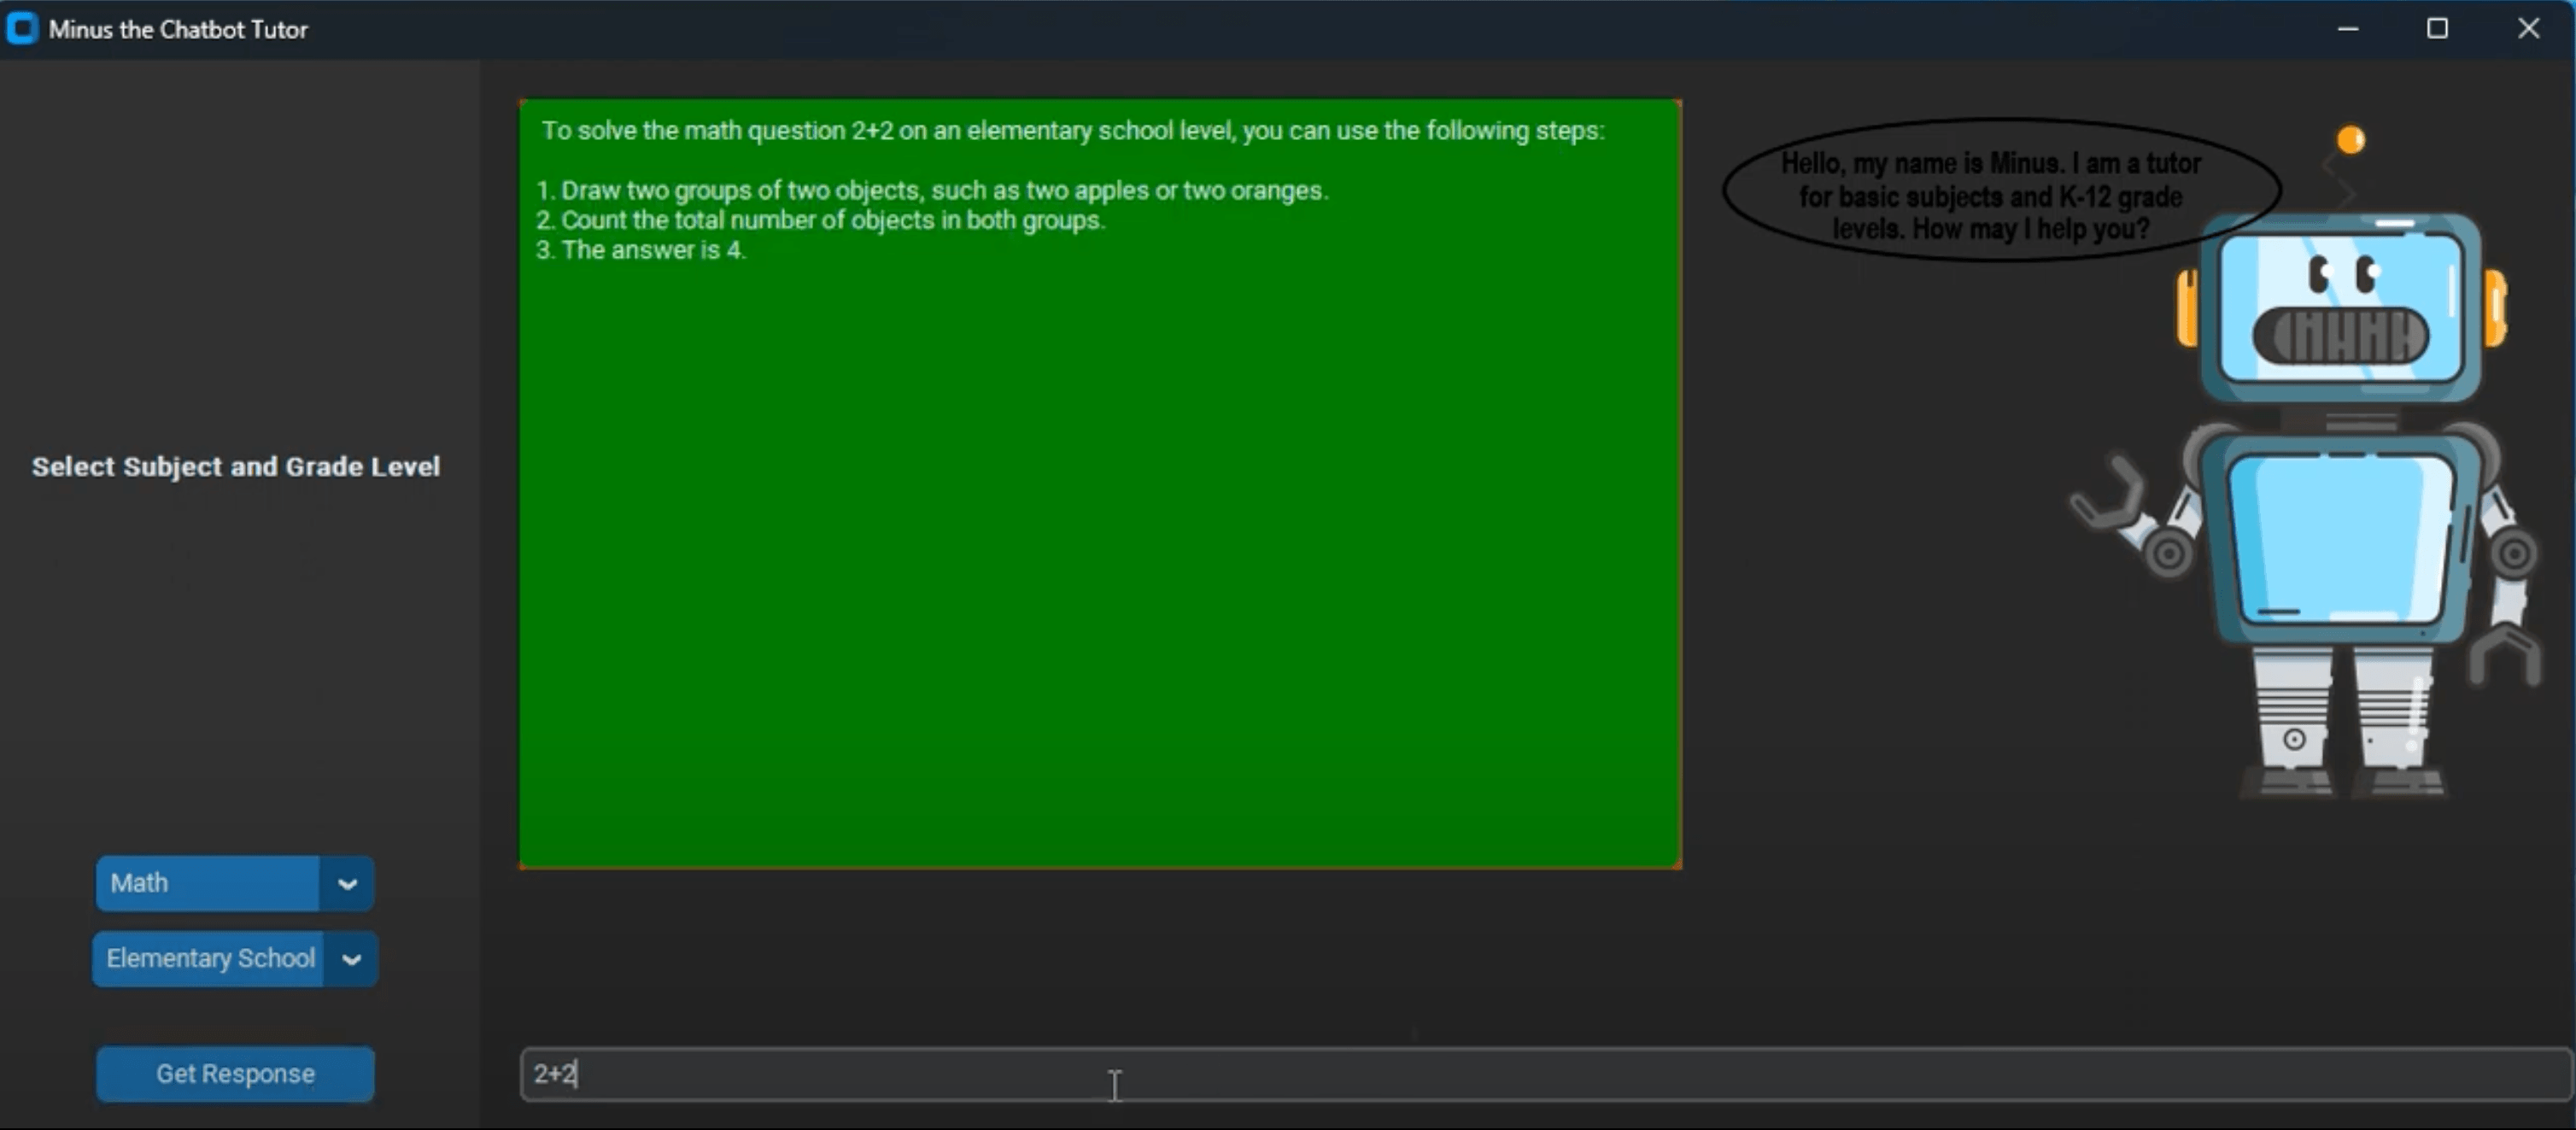 Minus the Chatbot Tutor
To solve the math question 2+2 on an elementary school level, you can use the following steps:
1. Draw two groups of two objects, such as two apples or two oranges.
2. Count the total number of objects in both groups.
3. The answer is 4.
Hello, my name is Minus. I am a tutor
for basic subjects and K-12 grade
levels. How may I help you?
Select Subject and Grade Level
Math
Elementary School
Get Response
2+2